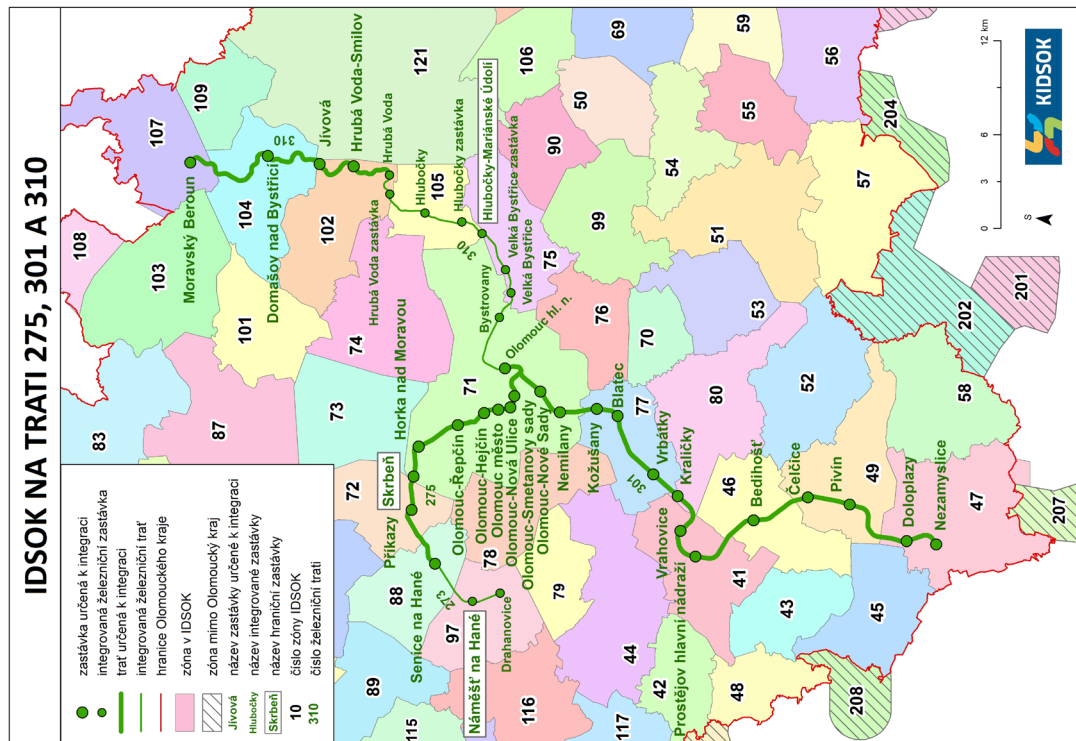 IDSOK NA TRATI 275, 301 A 310
zastávka určená k integraci
integrovaná železniční zastávka
trať určená k integraci
integrovaná železniční trať
hranice Olomouckého kraje
zóna v IDSOK
zóna mimo Olomoucký kraj
Jívová
název zastávky určené k integraci
Hlubočky
název integrované zastávky
Skrbeň
název hraniční zastávky
10
číslo zóny IDSOK
310
číslo železniční trati
83
87
108
103
107
109
101
104
102
74
73
72
71
88
89
115
97
78
116
79
117
44
42
48
41
43
45
208
46
49
47
207
58
52
80
77
70
76
53
51
99
75
105
121
106
69
59
56
50
90
55
54
57
204
202
201
Moravsky Beroun
Domašov nad Bystřicí
310
Jívová
Hrubá Voda-Smilov
Hrubá Voda
Hrubá Voda zastávka
Hlubočky
Hlubočky zastávka
Hlubočky-Mariánské Údolí
310
Velká Bystřice zastávka
Velká Bystřice
Bystrovany
Olomouc hl. n.
Horka nad Moravou
Skrbeň
275
Příkazy
Senice na Hané
273
Náměšť na Hané
Drahanovice
Olomouc-Řepčín
Olomouc-Hejčín
Olomouc město
Olomouc-Nová Ulice
Olomouc-Smetanovy sady
Olomouc-Nové Sady
Nemilany
Kožušany
Blatec
301
Vrbátky
Kraličky
Vrahovice
Prostějov hlavní nádraží
Bedihošť
Čelčice
Pivín
Doloplazy
Nezamyslice
S
0
3
6
12 km
KIDSOK